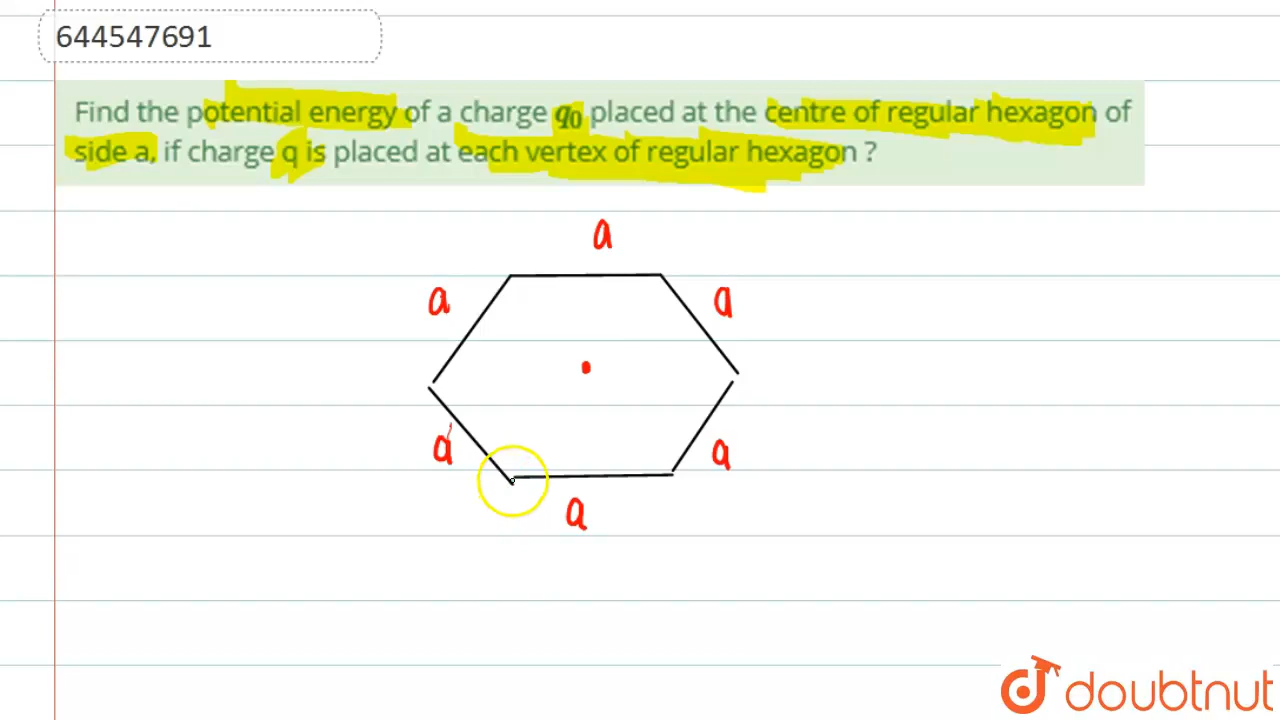 644547691
Find the potential energy of a charge q₀ placed at the centre of regular hexagon of
side a, if charge q is placed at each vertex of regular hexagon ?
a
a
a
a
a
a
doubtnut